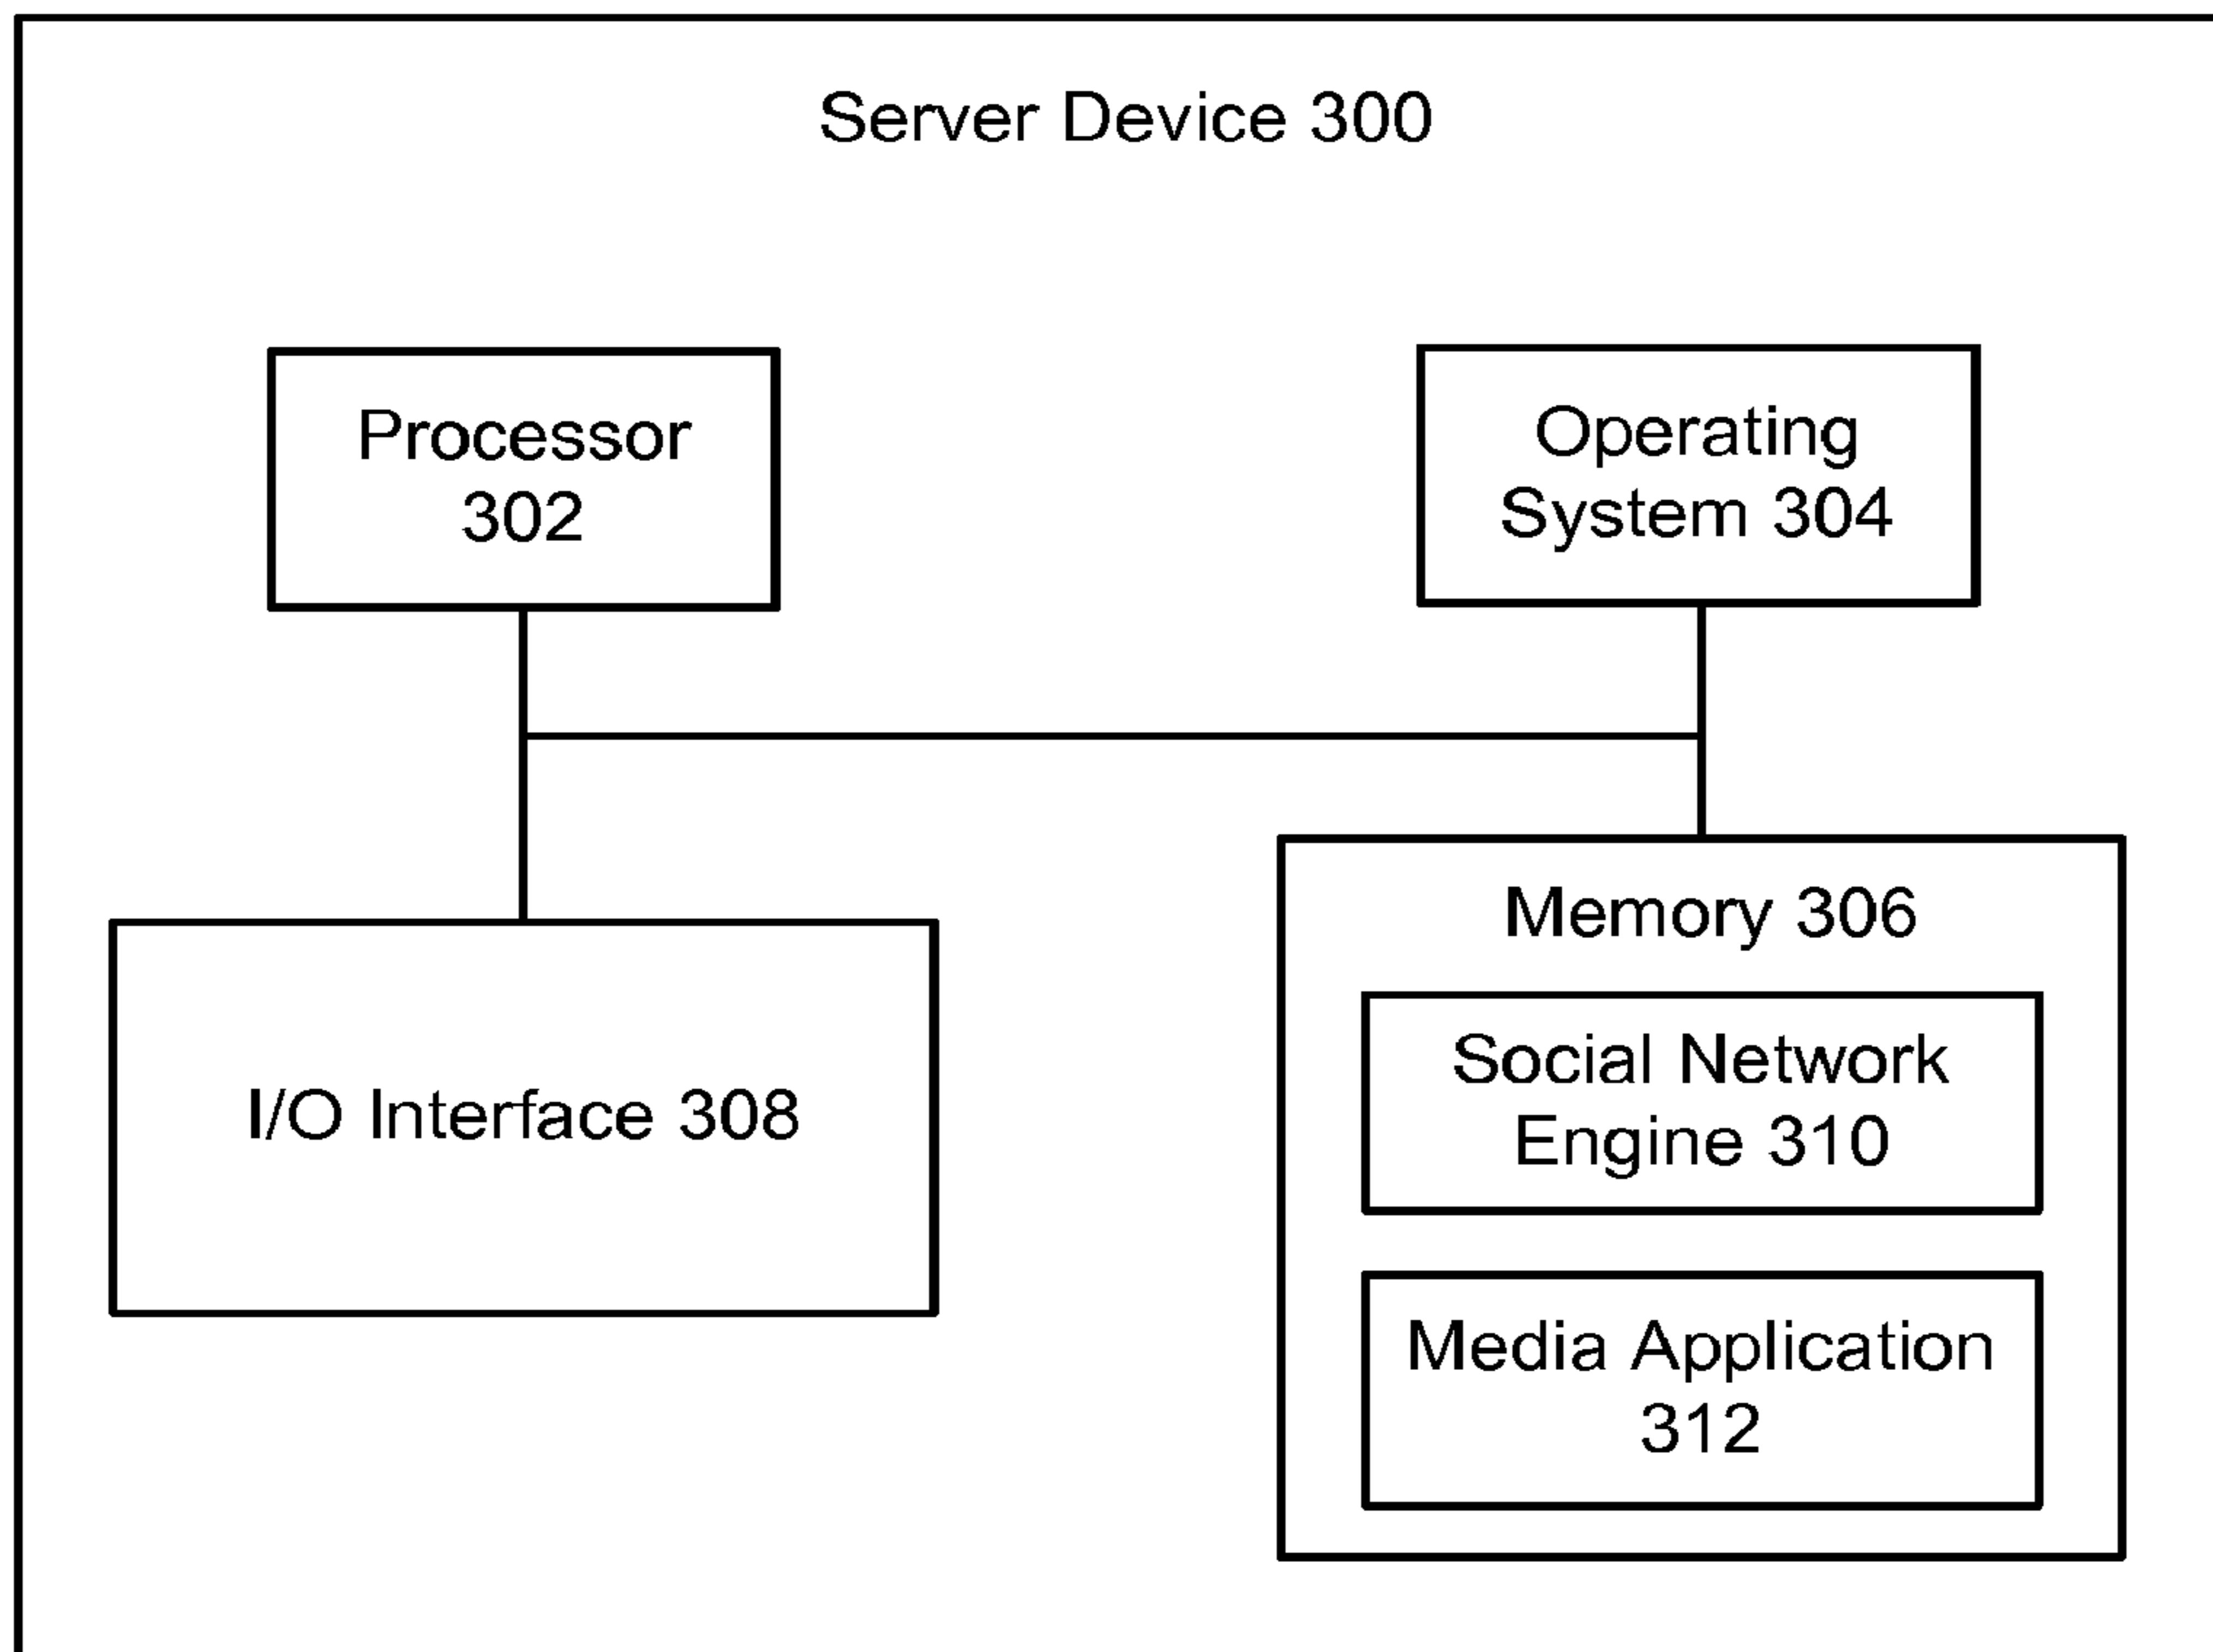 Server Device 300
Processor
302
Operating
System 304
I/O Interface 308
Memory 306
Social Network
Engine 310
Media Application
312